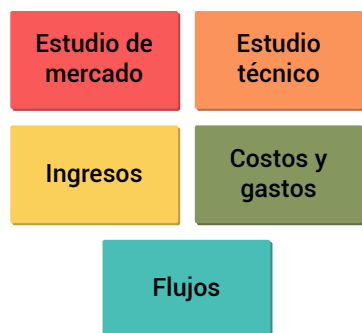 Estudio de
mercado
Estudio
técnico
Ingresos
Costos y
gastos
Flujos